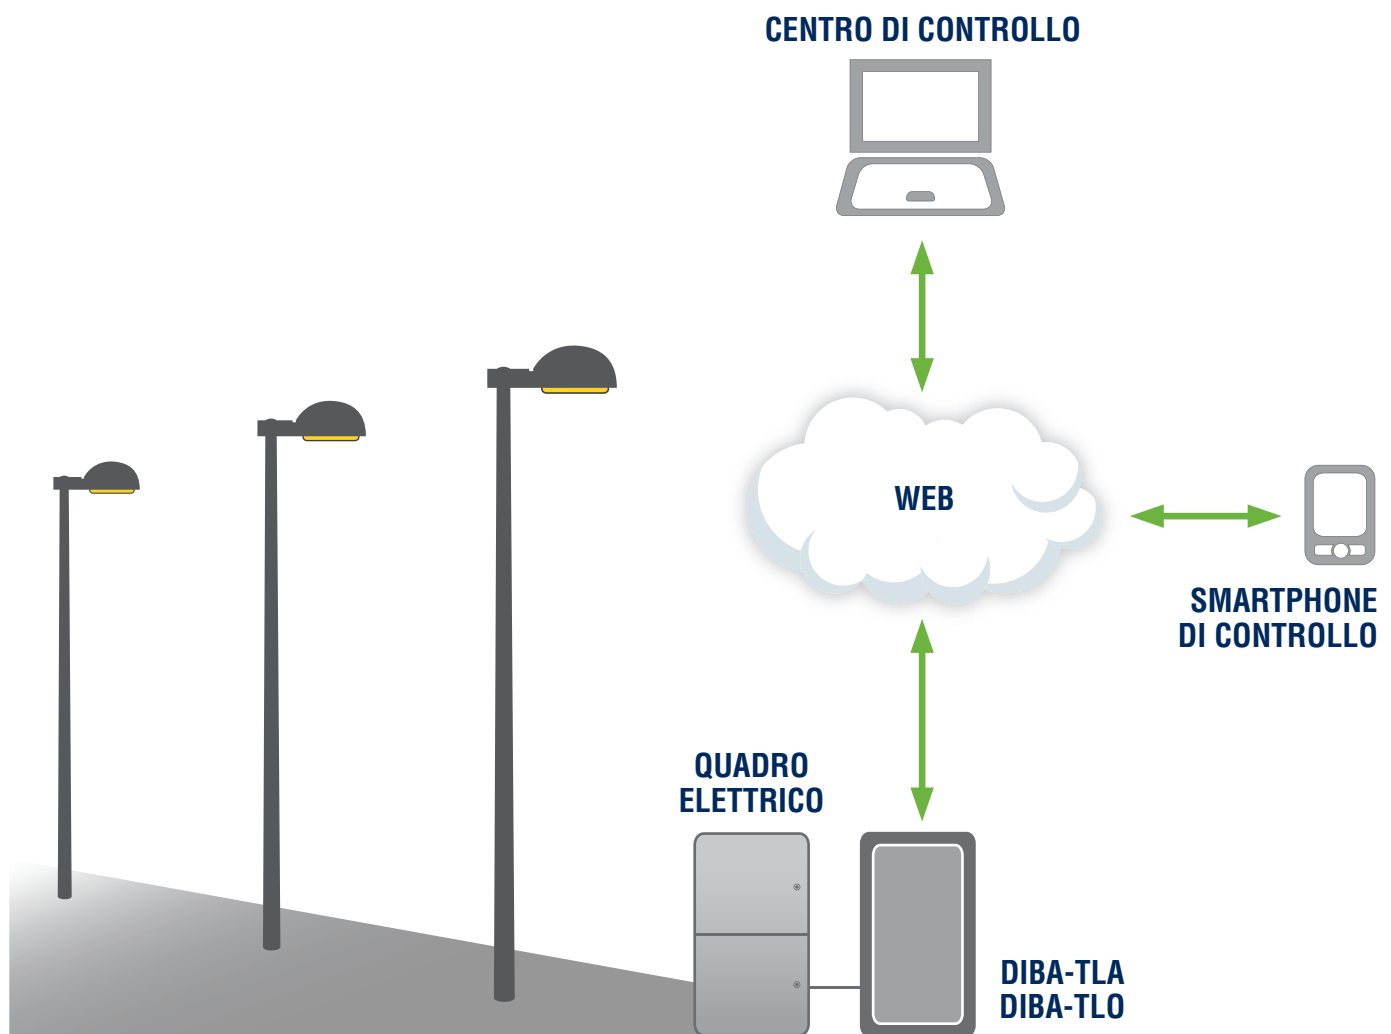 CENTRO DI CONTROLLO
WEB
SMARTPHONE
DI CONTROLLO
QUADRO
ELETTRICO
DIBA-TLA
DIBA-TLO